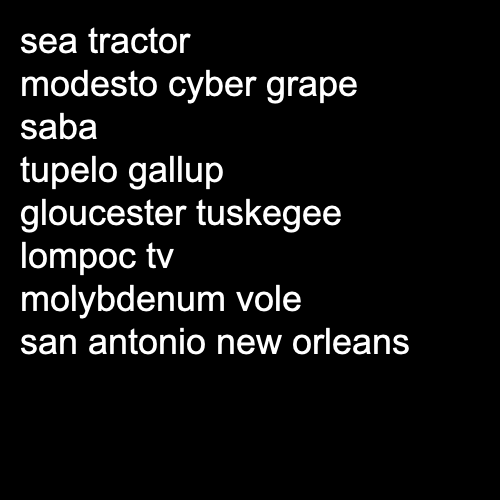 sea tractor
modesto cyber grape
saba
tupelo gallup
gloucester tuskegee
lompoc tv
molybdenum vole
san antonio new orleans